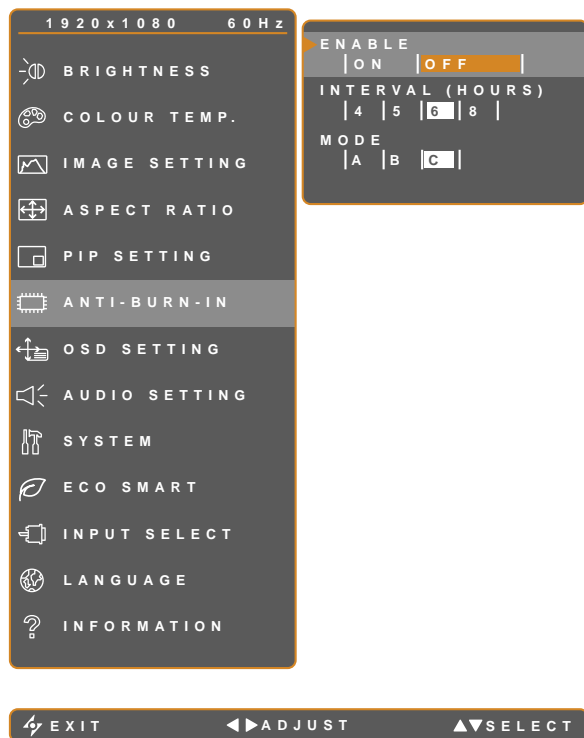 1920x1080 60Hz
BRIGHTNESS
COLOUR TEMP.
IMAGE SETTING
ASPECT RATIO
PIP SETTING
ANTI-BURN-IN
OSD SETTING
AUDIO SETTING
SYSTEM
ECO SMART
INPUT SELECT
LANGUAGE
INFORMATION
ENABLE
ON OFF
INTERVAL (HOURS)
4 5 6 8
MODE
A B C
EXIT ADJUST SELECT